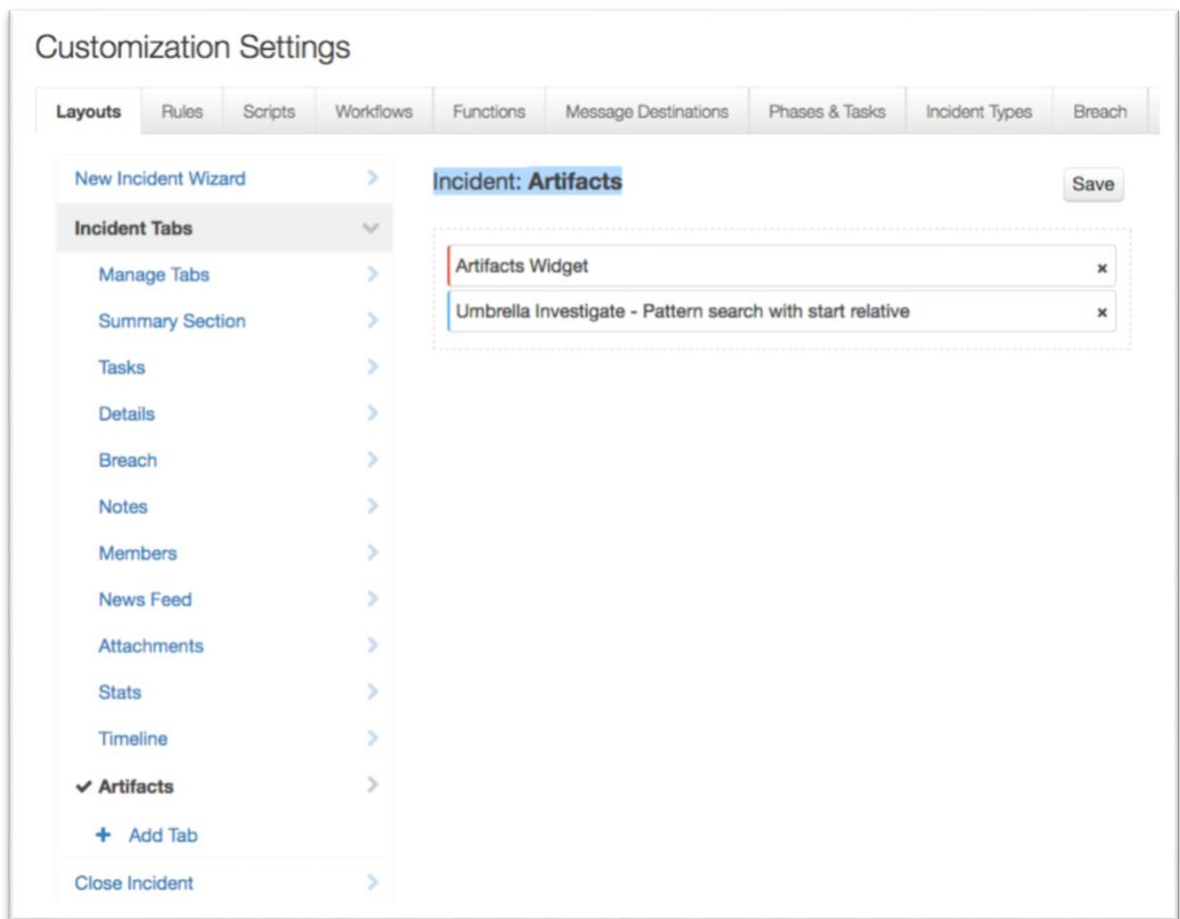 Customization Settings
Layouts Rules Scripts Workflows Functions Message Destinations Phases & Tasks Incident Types Breach
New Incident Wizard
Incident Tabs
Manage Tabs
Summary Section
Tasks
Details
Breach
Notes
Members
News Feed
Attachments
Stats
Timeline
Artifacts
Add Tab
Close Incident
Incident: Artifacts
Save
Artifacts Widget
Umbrella Investigate - Pattern search with start relative